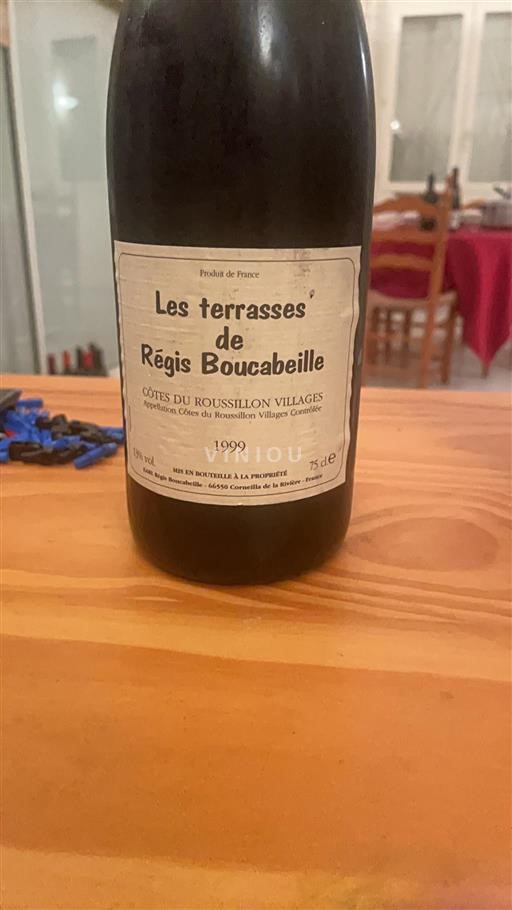 Produit de France
Les terrasses
de
Régis Boucabeille
CÔTES DU ROUSSILLON VILLAGES
Appellation Côtes du Roussillon Villages Contrôlée
1999
VINIOU
13% vol
75 cl e
MIS EN BOUTEILLE À LA PROPRIÉTÉ
EARL Régis Boucabeille - 66550 Corneilla de la Rivière - France